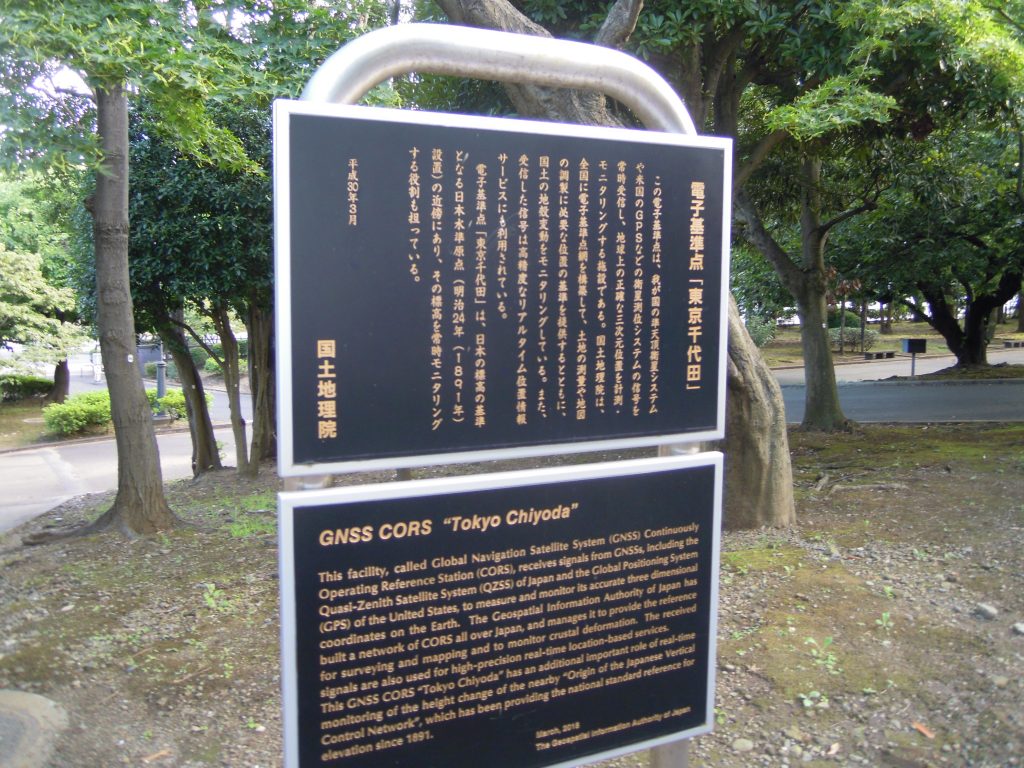 電子基準点「東京千代田」
この電子基準点は、我が国の準天頂衛星システム
や米国のGPSなどの衛星測位システムの信号を
常時受信し、地球上の正確な三次元位置を計測・
モニタリングする施設である。国土地理院は、
全国に電子基準点網を構築して、土地の測量や地図
の調製に必要な位置の基準を提供するとともに、
国土の地殻変動をモニタリングしている。また、
受信した信号は高精度なリアルタイム位置情報
サービスにも利用されている。
電子基準点「東京千代田」は、日本の標高の基準
となる日本水準原点（明治24年（1891年）
設置）の近傍にあり、その標高を常時モニタリング
する役割も担っている。
平成30年3月
国土地理院
GNSS CORS "Tokyo Chiyoda"
This facility, called Global Navigation Satellite System (GNSS) Continuously
Operating Reference Station (CORS), receives signals from GNSSs, including the
Quasi-Zenith Satellite System (QZSS) of Japan and the Global Positioning System
(GPS) of the United States, to measure and monitor its accurate three dimensional
coordinates on the Earth. The Geospatial Information Authority of Japan has
built a network of CORS all over Japan, and manages it to provide the reference
for surveying and mapping and to monitor crustal deformation. The received
signals are also used for high-precision real-time location-based services.
This GNSS CORS "Tokyo Chiyoda" has an additional important role of real-time
monitoring of the height change of the nearby "Origin of the Japanese Vertical
Control Network", which has been providing the national standard reference for
elevation since 1891.
March, 2018
The Geospatial Information Authority of Japan